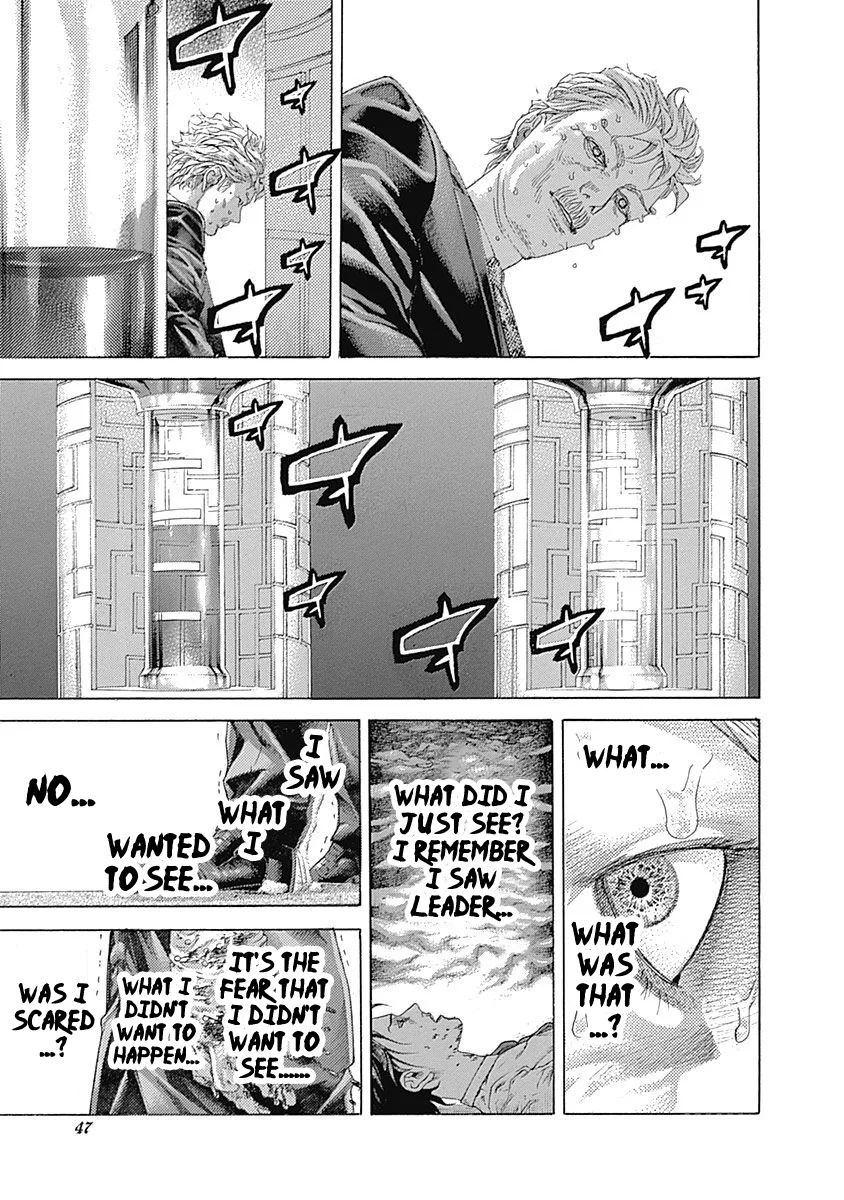 WHAT...
WHAT
WAS
THAT
...?
WHAT DID I
JUST SEE?
I REMEMBER
I SAW
LEADER...
I
SAW
WHAT
I
WANTED
TO SEE...
NO...
IT'S THE
FEAR THAT
I DIDN'T
WANT TO
SEE......
WHAT I
DIDN'T
WANT TO
HAPPEN...
WAS I
SCARED
...?
47